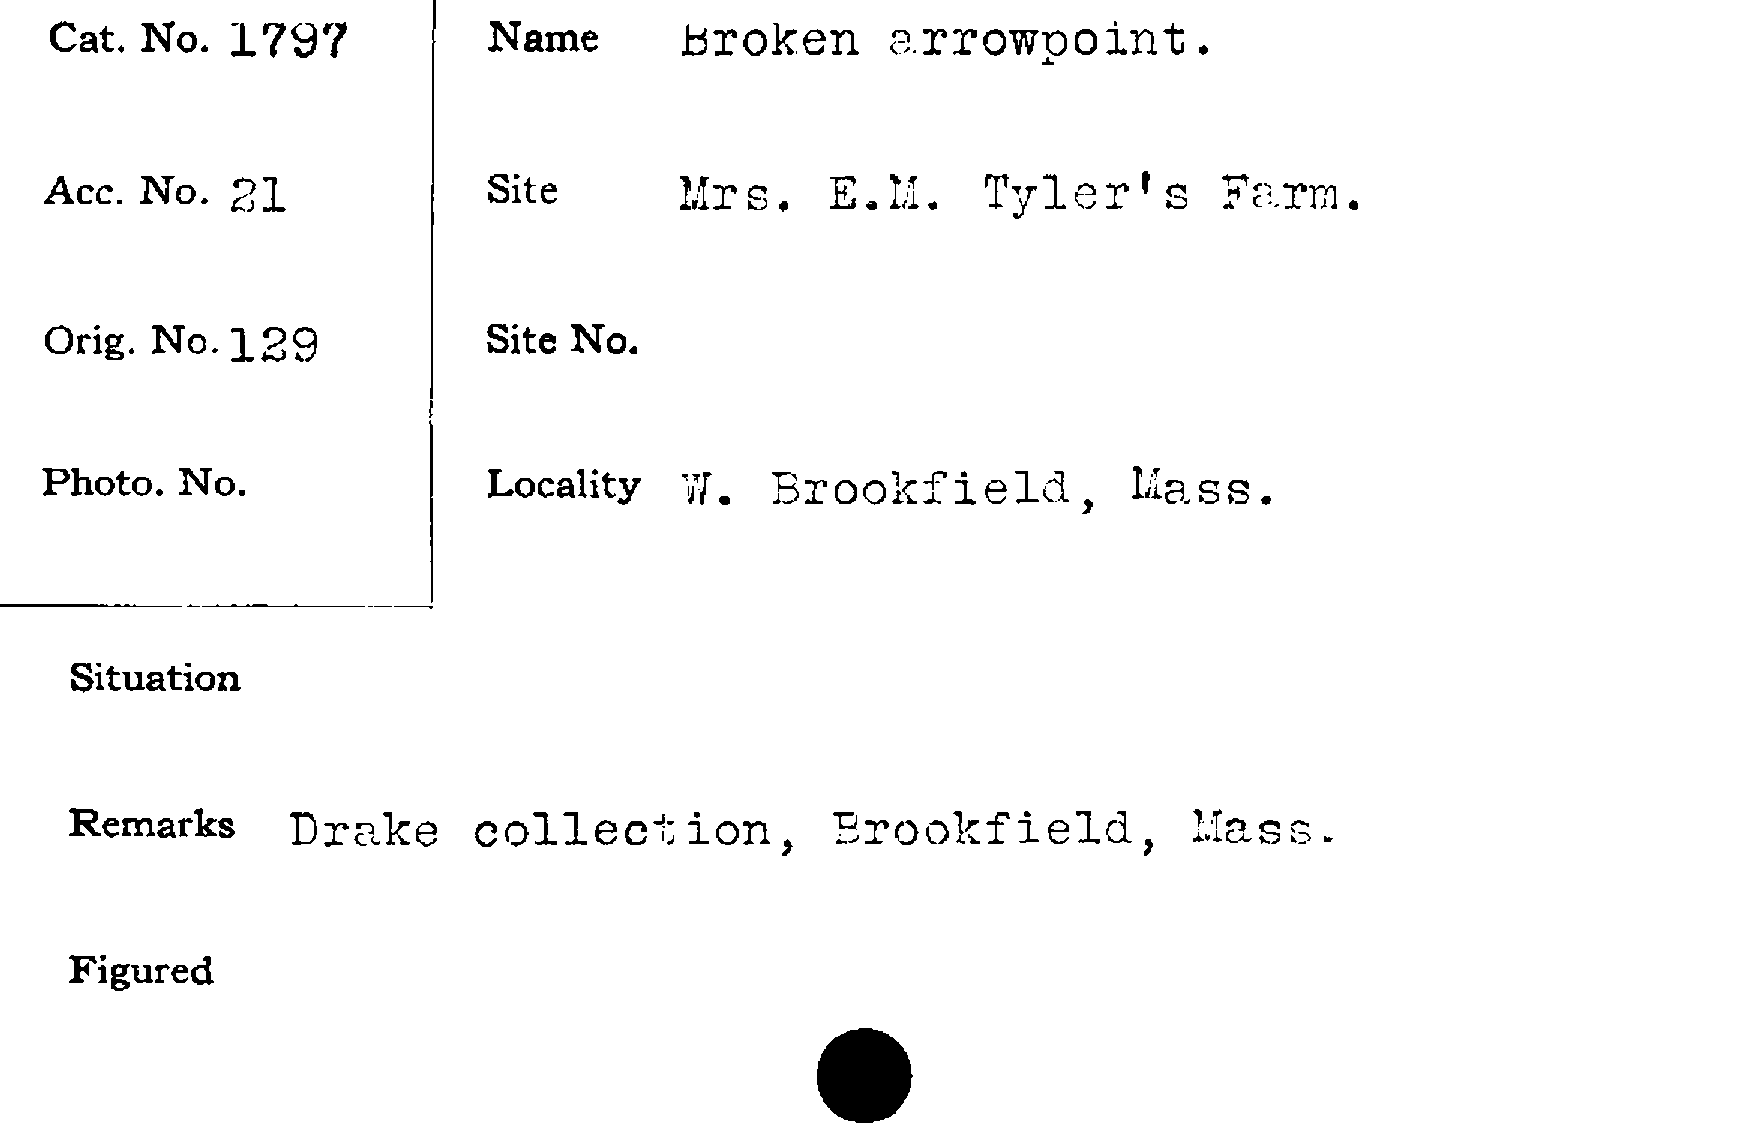 Cat. No. 1797
Name Broken arrowpoint.
Acc. No. 21
Site Mrs. E.M. Tyler's Farm.
Orig. No. 129
Site No.
Photo. No.
Locality W. Brookfield, Mass.
Situation
Remarks Drake collection, Brookfield, Mass.
Figured